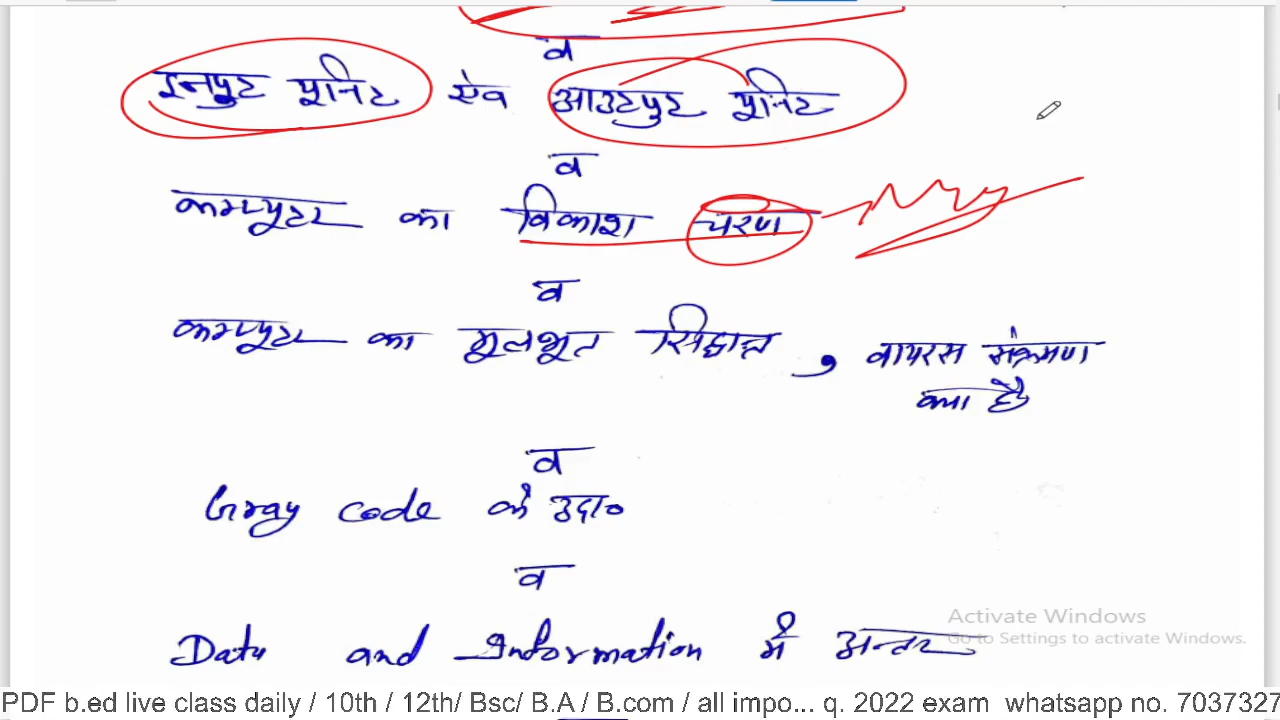 व
इनपुट यूनिट ऐव आउटपुट यूनिट
व
कम्प्यूटर का विकाश चरण
व
कम्प्यूटर का मूलभूत सिद्धान्त , वायरस संक्रमण
क्या है
व
Gray code के उदा०
व
Data and Information में अन्तर
Activate Windows
Go to Settings to activate Windows.
PDF b.ed live class daily / 10th / 12th/ Bsc/ B.A / B.com / all impo... q. 2022 exam whatsapp no. 7037327